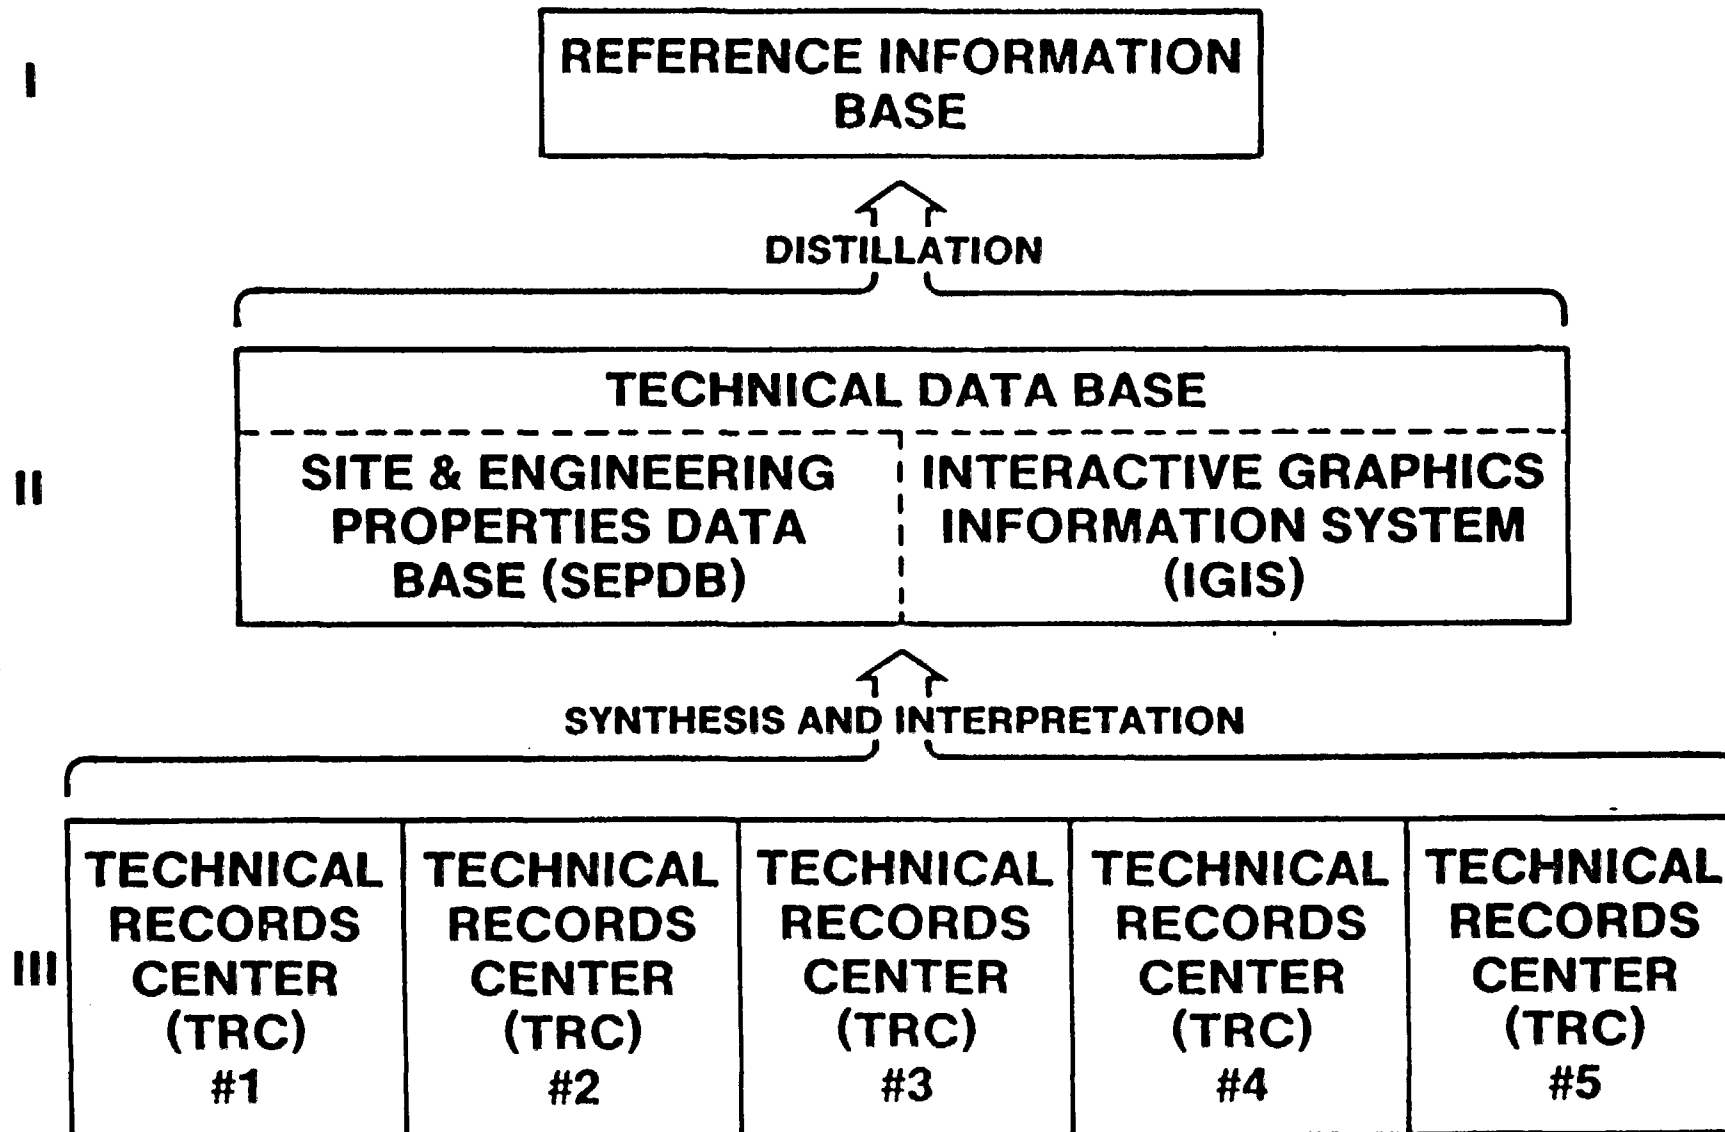 I
REFERENCE INFORMATION
BASE
DISTILLATION
TECHNICAL DATA BASE
II
SITE & ENGINEERING
PROPERTIES DATA
BASE (SEPDB)
INTERACTIVE GRAPHICS
INFORMATION SYSTEM
(IGIS)
SYNTHESIS AND INTERPRETATION
III
TECHNICAL
RECORDS
CENTER
(TRC)
#1
TECHNICAL
RECORDS
CENTER
(TRC)
#2
TECHNICAL
RECORDS
CENTER
(TRC)
#3
TECHNICAL
RECORDS
CENTER
(TRC)
#4
TECHNICAL
RECORDS
CENTER
(TRC)
#5